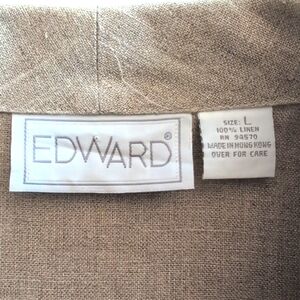 EDWARD®
SIZE: L
100% LINEN
RN 94570
MADE IN HONG KONG
OVER FOR CARE